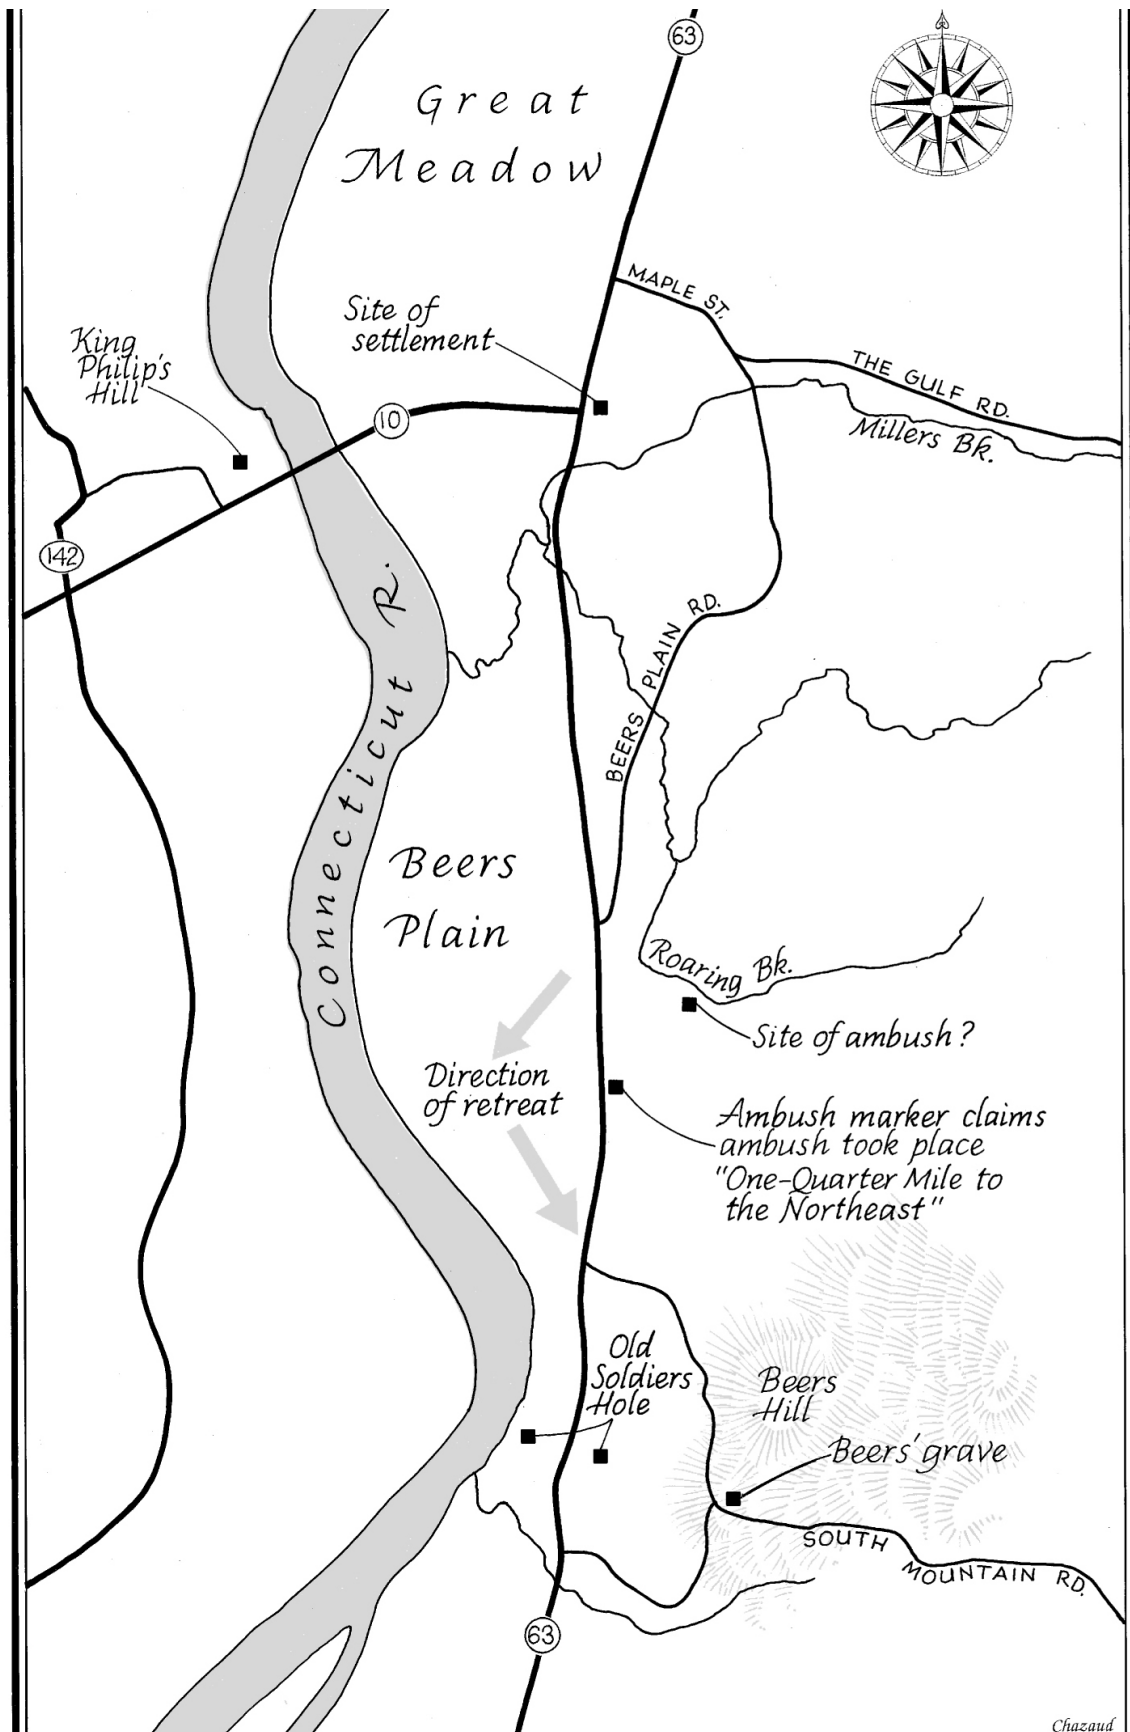 63
Great
Meadow
MAPLE ST.
Site of
settlement
King
Philip's
Hill
THE GULF RD.
10
Millers Bk.
142
Connecticut R.
BEERS PLAIN RD.
Beers
Plain
Roaring Bk.
Site of ambush?
Direction
of retreat
Ambush marker claims
ambush took place
"One-Quarter Mile to
the Northeast"
Old
Soldiers
Hole
Beers
Hill
Beers' grave
SOUTH MOUNTAIN RD.
63
Chazaud